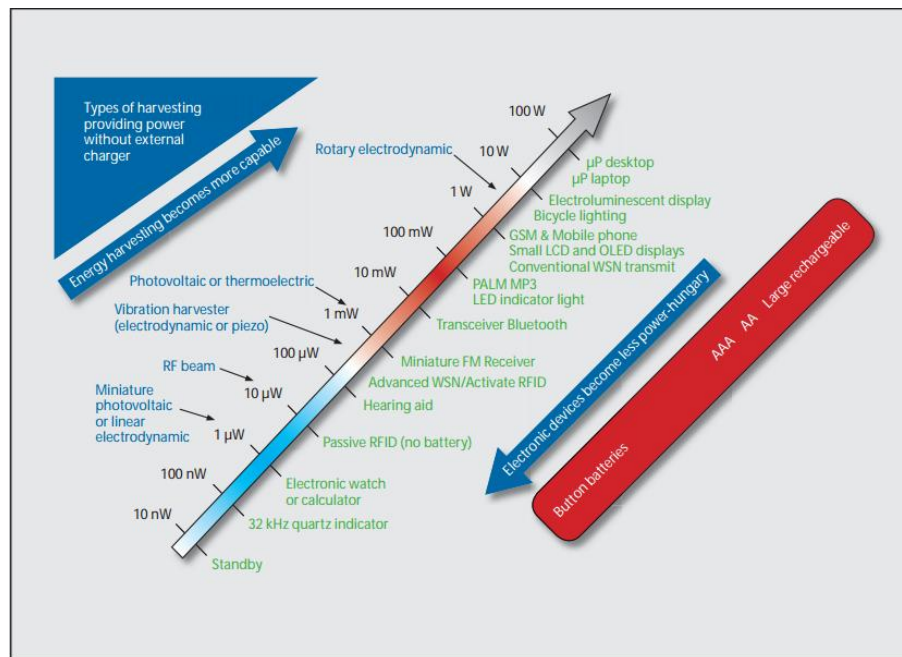 Types of harvesting
providing power
without external
charger
Energy harvesting becomes more capable
100 W
10 W
1 W
100 mW
10 mW
1 mW
100 µW
10 µW
1 µW
100 nW
10 nW
Rotary electrodynamic
Photovoltaic or thermoelectric
Vibration harvester
(electrodynamic or piezo)
RF beam
Miniature
photovoltaic
or linear
electrodynamic
µP desktop
µP laptop
Electroluminescent display
Bicycle lighting
GSM & Mobile phone
Small LCD and OLED displays
Conventional WSN transmit
PALM MP3
LED indicator light
Transceiver Bluetooth
Miniature FM Receiver
Advanced WSN/Activate RFID
Hearing aid
Passive RFID (no battery)
Electronic watch
or calculator
32 kHz quartz indicator
Standby
Electronic devices become less power-hungry
Button batteries AAA AA Large rechargeable